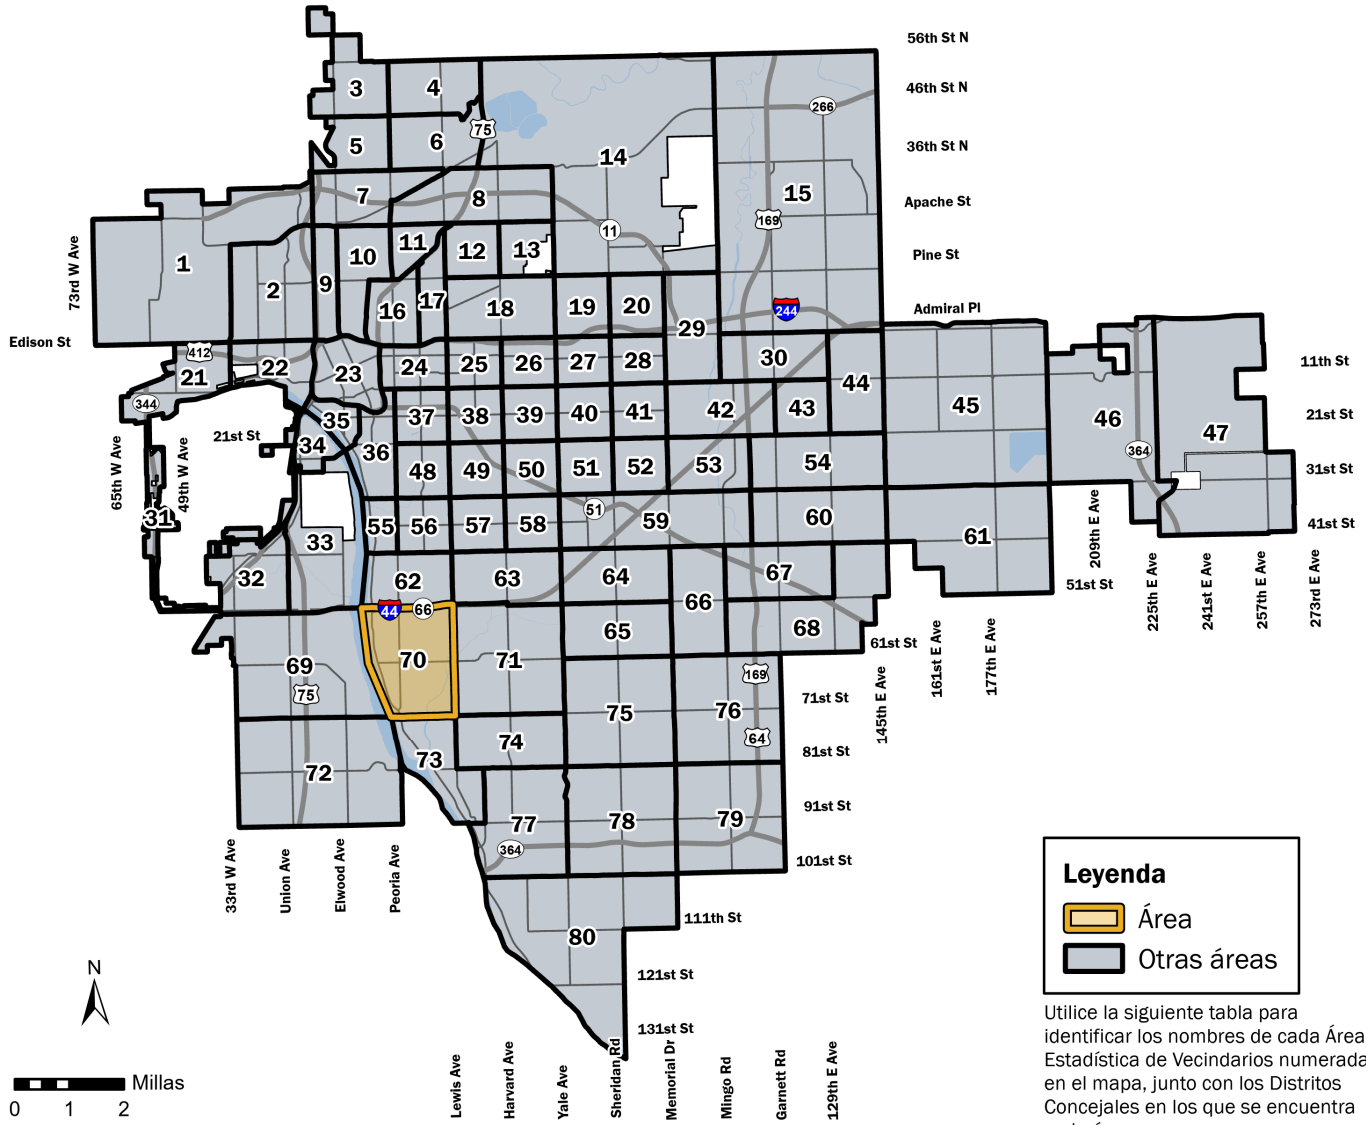 56th St N
46th St N
36th St N
Apache St
Pine St
Admiral Pl
11th St
21st St
31st St
41st St
51st St
61st St
71st St
81st St
91st St
101st St
111th St
121st St
131st St
Edison St
21st St
73rd W Ave
65th W Ave
49th W Ave
33rd W Ave
Union Ave
Elwood Ave
Peoria Ave
Lewis Ave
Harvard Ave
Yale Ave
Sheridan Rd
Memorial Dr
Mingo Rd
Garnett Rd
129th E Ave
145th E Ave
161st E Ave
177th E Ave
209th E Ave
225th E Ave
241st E Ave
257th E Ave
273rd E Ave
1
2
3
4
5
6
7
8
9
10
11
12
13
14
15
16
17
18
19
20
21
22
23
24
25
26
27
28
29
30
31
32
33
34
35
36
37
38
39
40
41
42
43
44
45
46
47
48
49
50
51
52
53
54
55
56
57
58
59
60
61
62
63
64
65
66
67
68
69
70
71
72
73
74
75
76
77
78
79
80
75
266
169
11
244
412
344
364
51
44
66
75
169
64
364
N
Millas
0 1 2
Leyenda
Área
Otras áreas
Utilice la siguiente tabla para
identificar los nombres de cada Área
Estadística de Vecindarios numerada
en el mapa, junto con los Distritos
Concejales en los que se encuentra